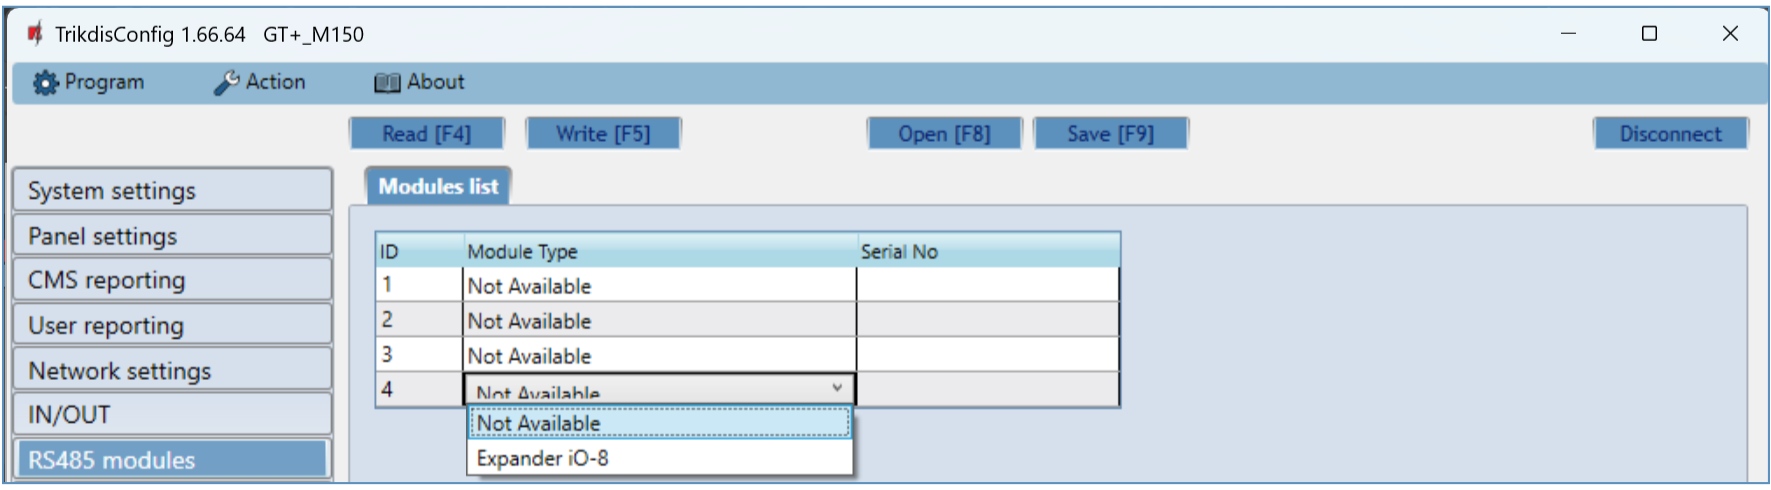 TrikdisConfig 1.66.64 GT+_M150
Program Action About
Read [F4] Write [F5] Open [F8] Save [F9] Disconnect
System settings
Panel settings
CMS reporting
User reporting
Network settings
IN/OUT
RS485 modules
Modules list
ID Module Type Serial No
1 Not Available
2 Not Available
3 Not Available
4 Not Available
Not Available
Expander iO-8